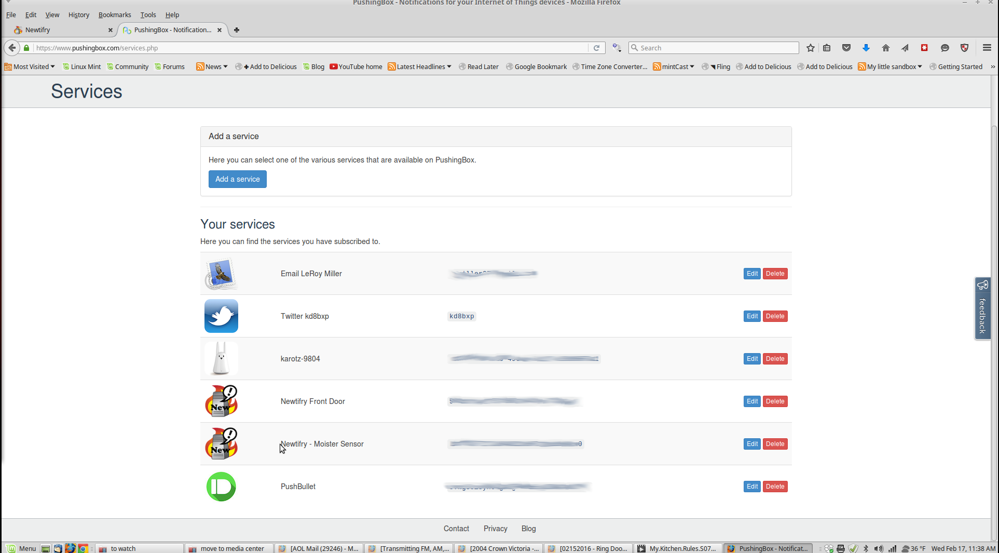 PushingBox - Notifications for your Internet of Things devices - Mozilla Firefox
File Edit View History Bookmarks Tools Help
Newtifry PushingBox - Notification...
https://www.pushingbox.com/services.php Search
Most Visited Linux Mint Community Forums News + Add to Delicious Blog YouTube home Latest Headlines Read Later Google Bookmark Time Zone Converter... mintCast Fling Add to Delicious Add to Delicious My little sandbox Getting Started »
Services
Add a service
Here you can select one of the various services that are available on PushingBox.
Add a service
Your services
Here you can find the services you have subscribed to.
Email LeRoy Miller Edit Delete
Twitter kd8bxp kd8bxp Edit Delete
karotz-9804 Edit Delete
feedback
New Newtifry Front Door Edit Delete
New Newtifry - Moister Sensor Edit Delete
PushBullet Edit Delete
Contact Privacy Blog
Menu to watch move to media center [AOL Mail (29246) - M... [Transmitting FM, AM,... [2004 Crown Victoria -... [02152016 - Ring Doo... My.Kitchen.Rules.S07... PushingBox - Notificat... 36 °F Wed Feb 17, 11:38 AM